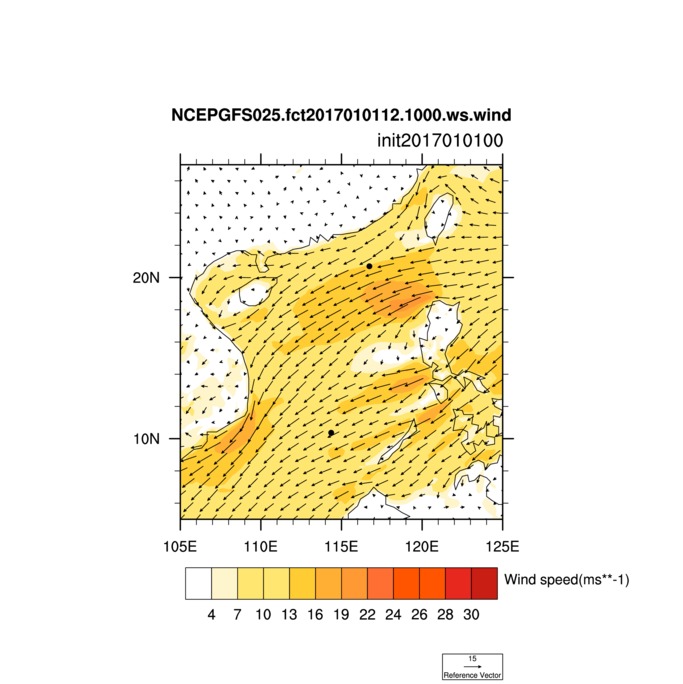 NCEPGFS025.fct2017010112.1000.ws.wind
init2017010100
20N
10N
105E 110E 115E 120E 125E
Wind speed(ms**-1)
4 7 10 13 16 19 22 24 26 28 30
15
Reference Vector